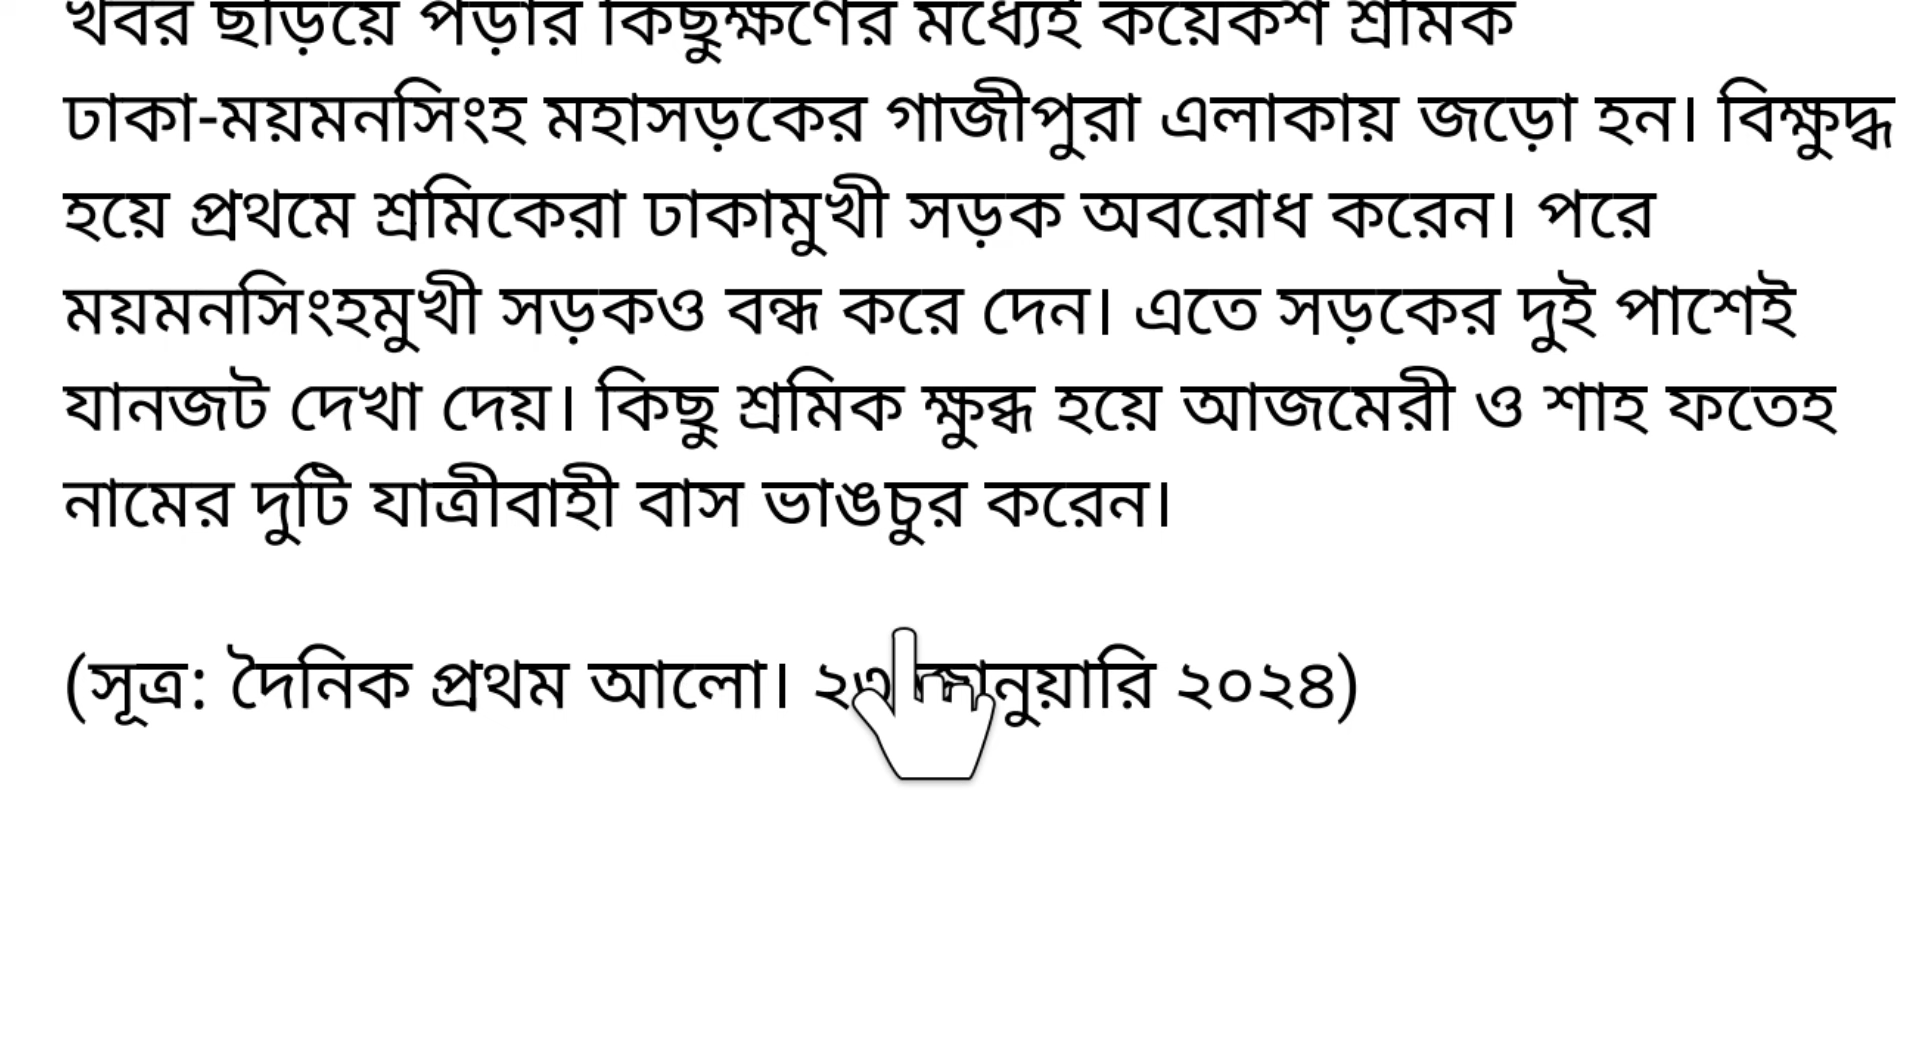 খবর ছড়িয়ে পড়ার কিছুক্ষণের মধ্যেই কয়েকশ শ্রমিক
ঢাকা-ময়মনসিংহ মহাসড়কের গাজীপুরা এলাকায় জড়ো হন। বিক্ষুদ্ধ
হয়ে প্রথমে শ্রমিকেরা ঢাকামুখী সড়ক অবরোধ করেন। পরে
ময়মনসিংহমুখী সড়কও বন্ধ করে দেন। এতে সড়কের দুই পাশেই
যানজট দেখা দেয়। কিছু শ্রমিক ক্ষুব্ধ হয়ে আজমেরী ও শাহ ফতেহ
নামের দুটি যাত্রীবাহী বাস ভাঙচুর করেন।
(সূত্র: দৈনিক প্রথম আলো। জানুয়ারি ২০২৪)